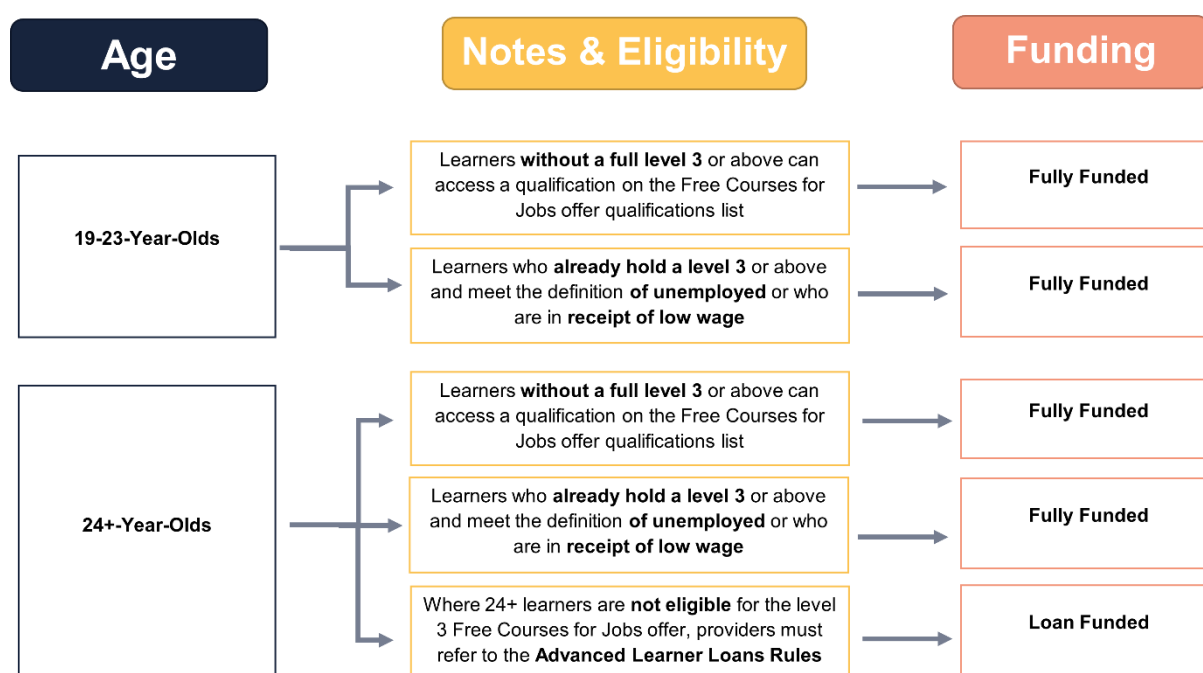 Age
Notes & Eligibility
Funding
19-23-Year-Olds
Learners without a full level 3 or above can
access a qualification on the Free Courses for
Jobs offer qualifications list
Fully Funded
Learners who already hold a level 3 or above
and meet the definition of unemployed or who
are in receipt of low wage
Fully Funded
24+-Year-Olds
Learners without a full level 3 or above can
access a qualification on the Free Courses for
Jobs offer qualifications list
Fully Funded
Learners who already hold a level 3 or above
and meet the definition of unemployed or who
are in receipt of low wage
Fully Funded
Where 24+ learners are not eligible for the level
3 Free Courses for Jobs offer, providers must
refer to the Advanced Learner Loans Rules
Loan Funded